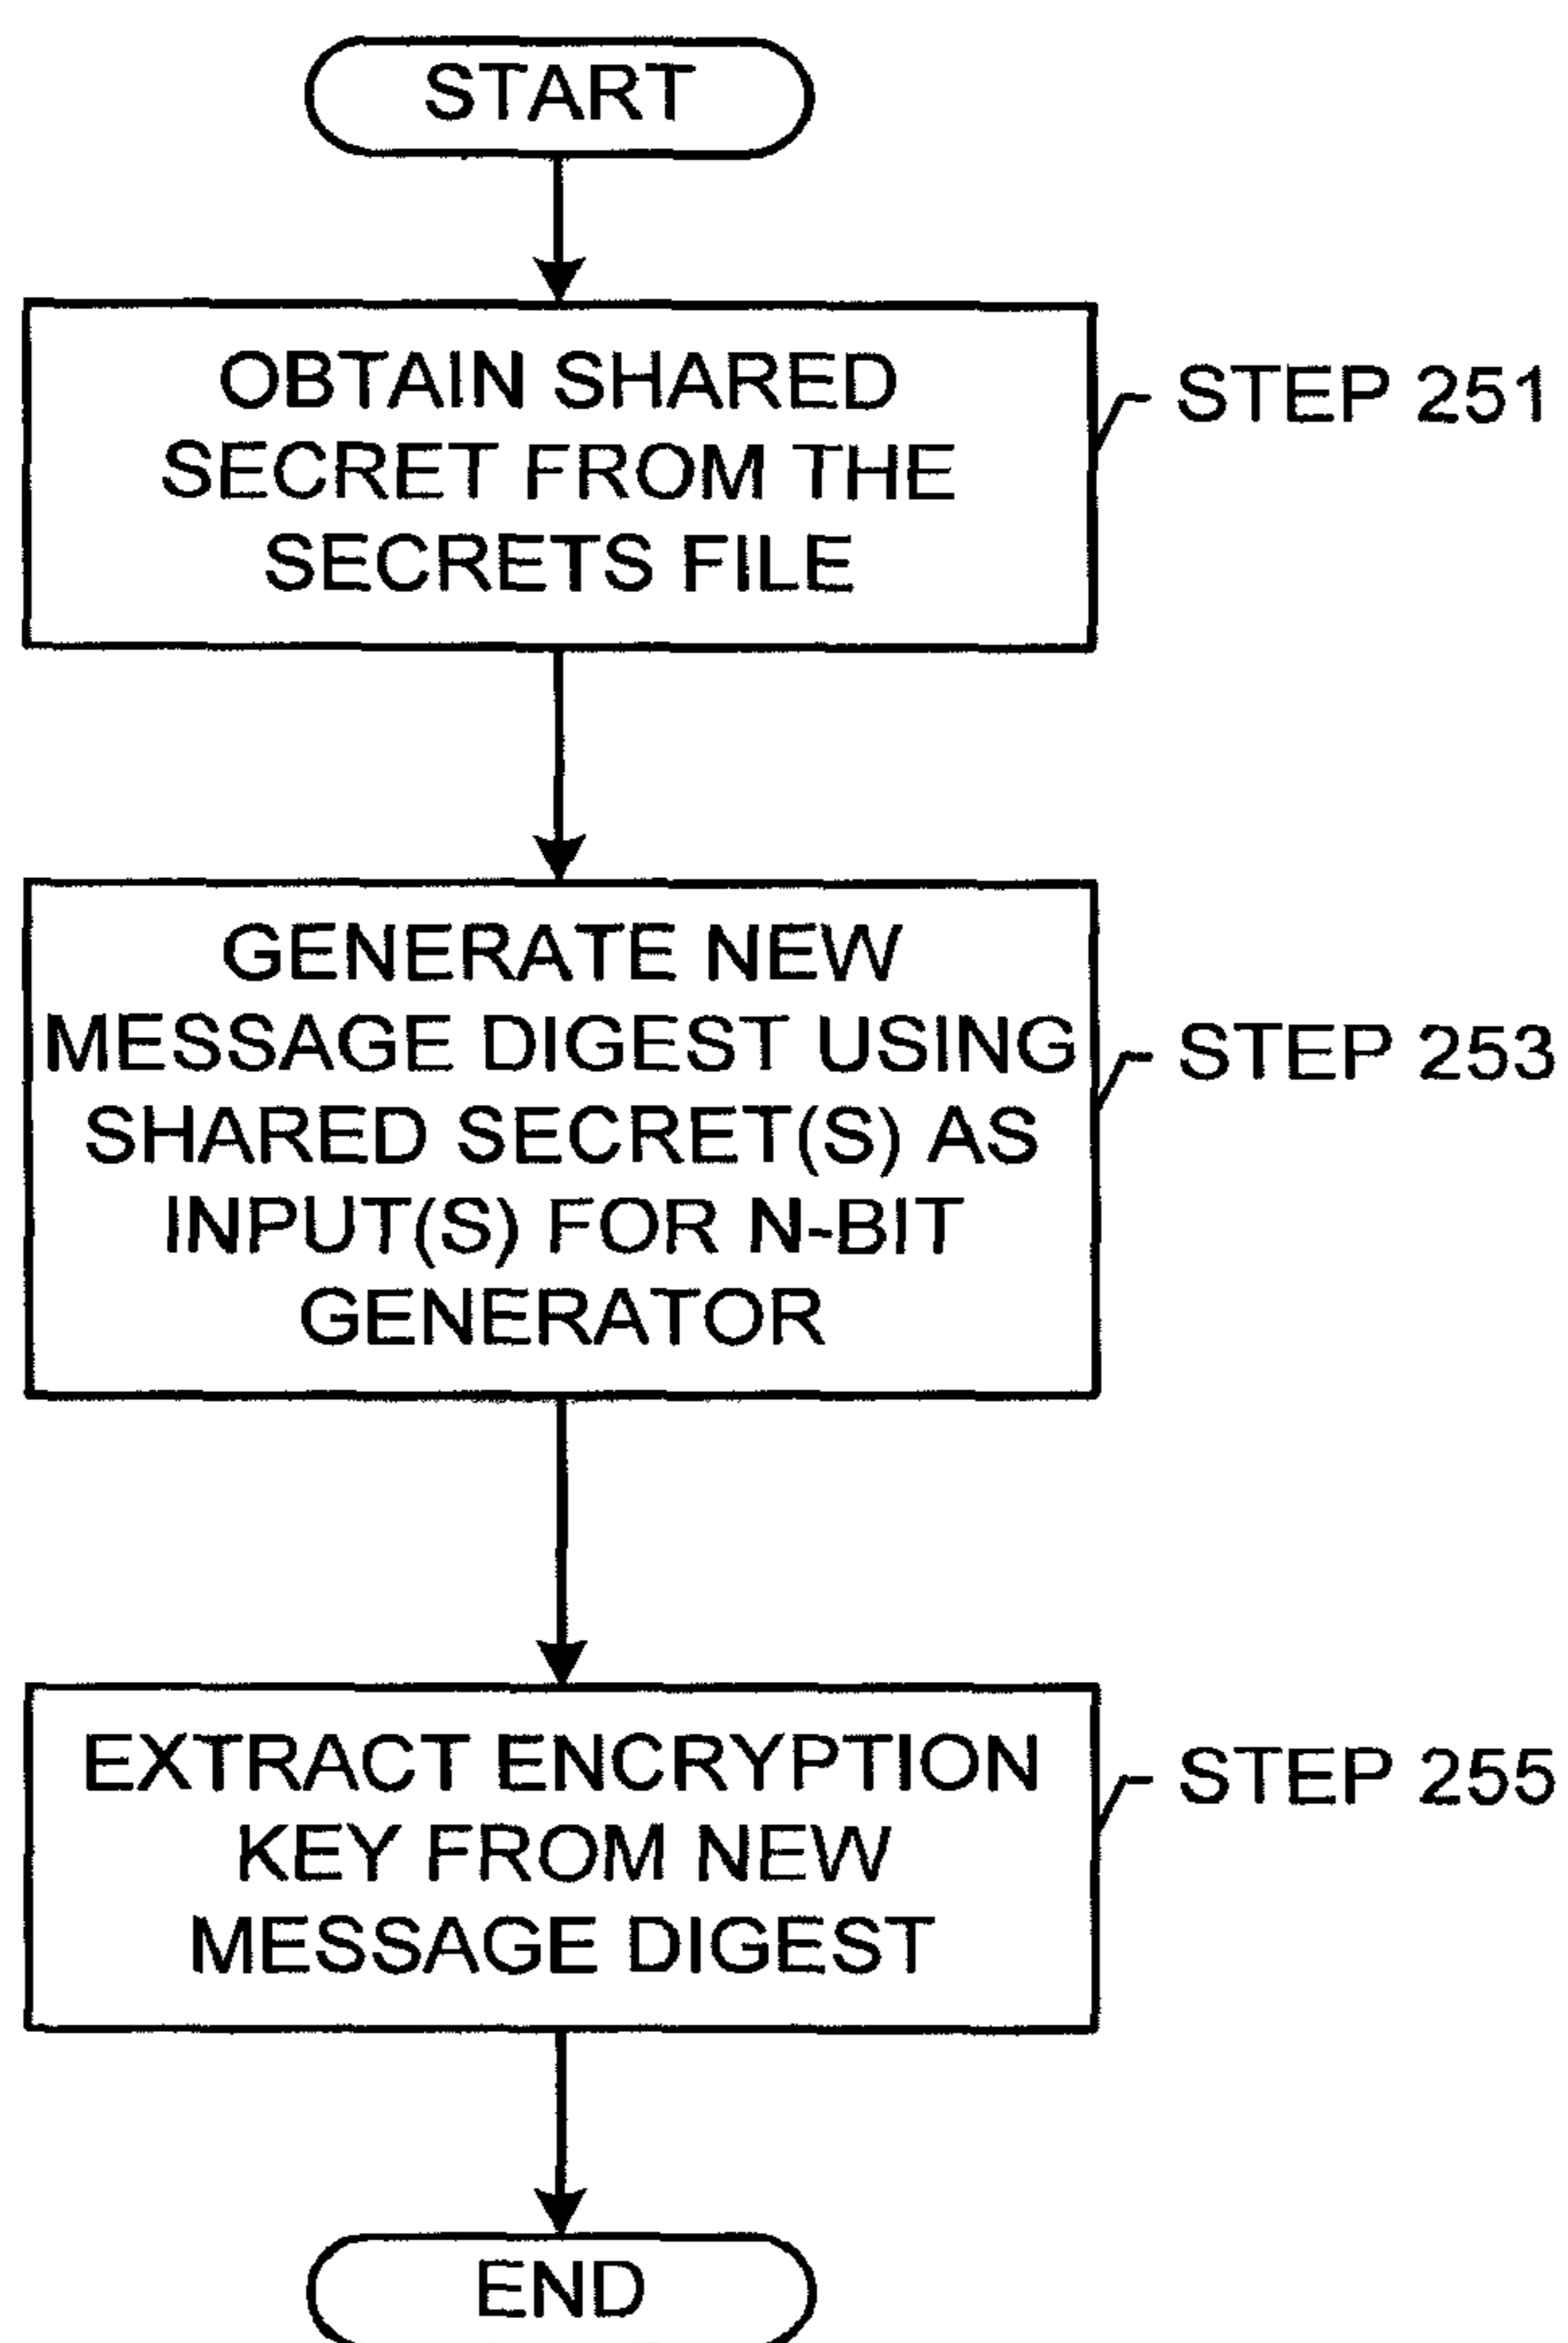 START
OBTAIN SHARED
SECRET FROM THE
SECRETS FILE
STEP 251
GENERATE NEW
MESSAGE DIGEST USING
SHARED SECRET(S) AS
INPUT(S) FOR N-BIT
GENERATOR
STEP 253
EXTRACT ENCRYPTION
KEY FROM NEW
MESSAGE DIGEST
STEP 255
END